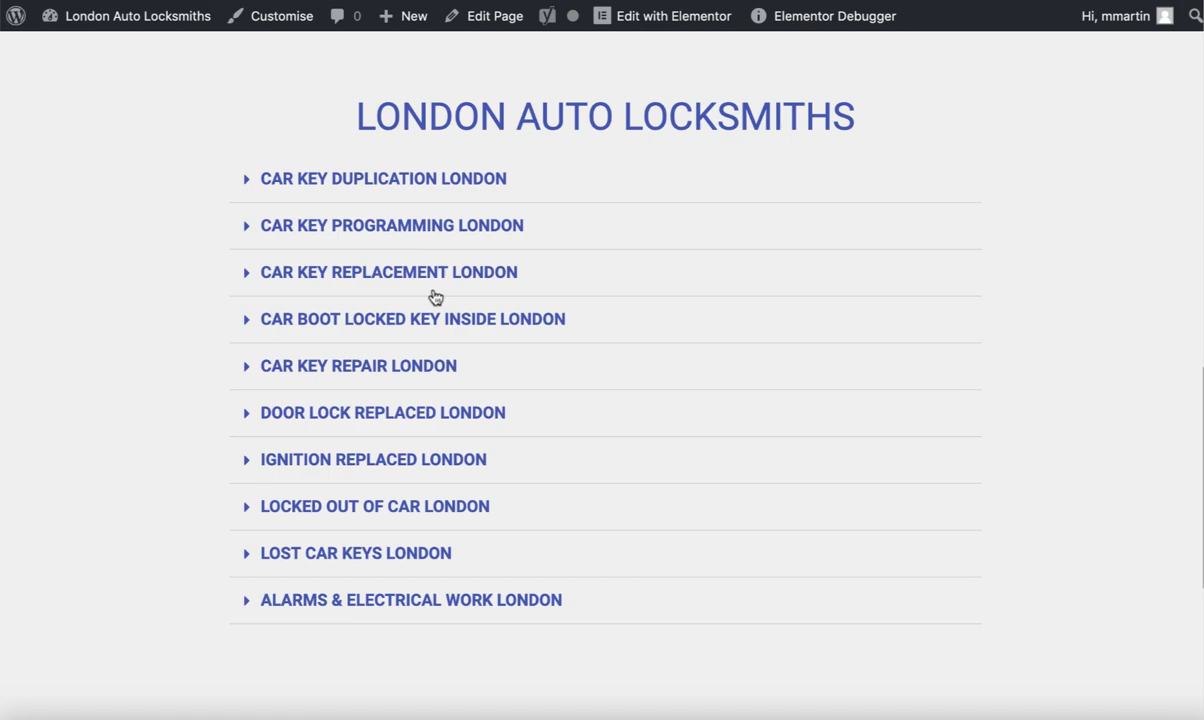 London Auto Locksmiths Customise 0 New Edit Page Edit with Elementor Elementor Debugger Hi, mmartin
LONDON AUTO LOCKSMITHS
CAR KEY DUPLICATION LONDON
CAR KEY PROGRAMMING LONDON
CAR KEY REPLACEMENT LONDON
CAR BOOT LOCKED KEY INSIDE LONDON
CAR KEY REPAIR LONDON
DOOR LOCK REPLACED LONDON
IGNITION REPLACED LONDON
LOCKED OUT OF CAR LONDON
LOST CAR KEYS LONDON
ALARMS & ELECTRICAL WORK LONDON